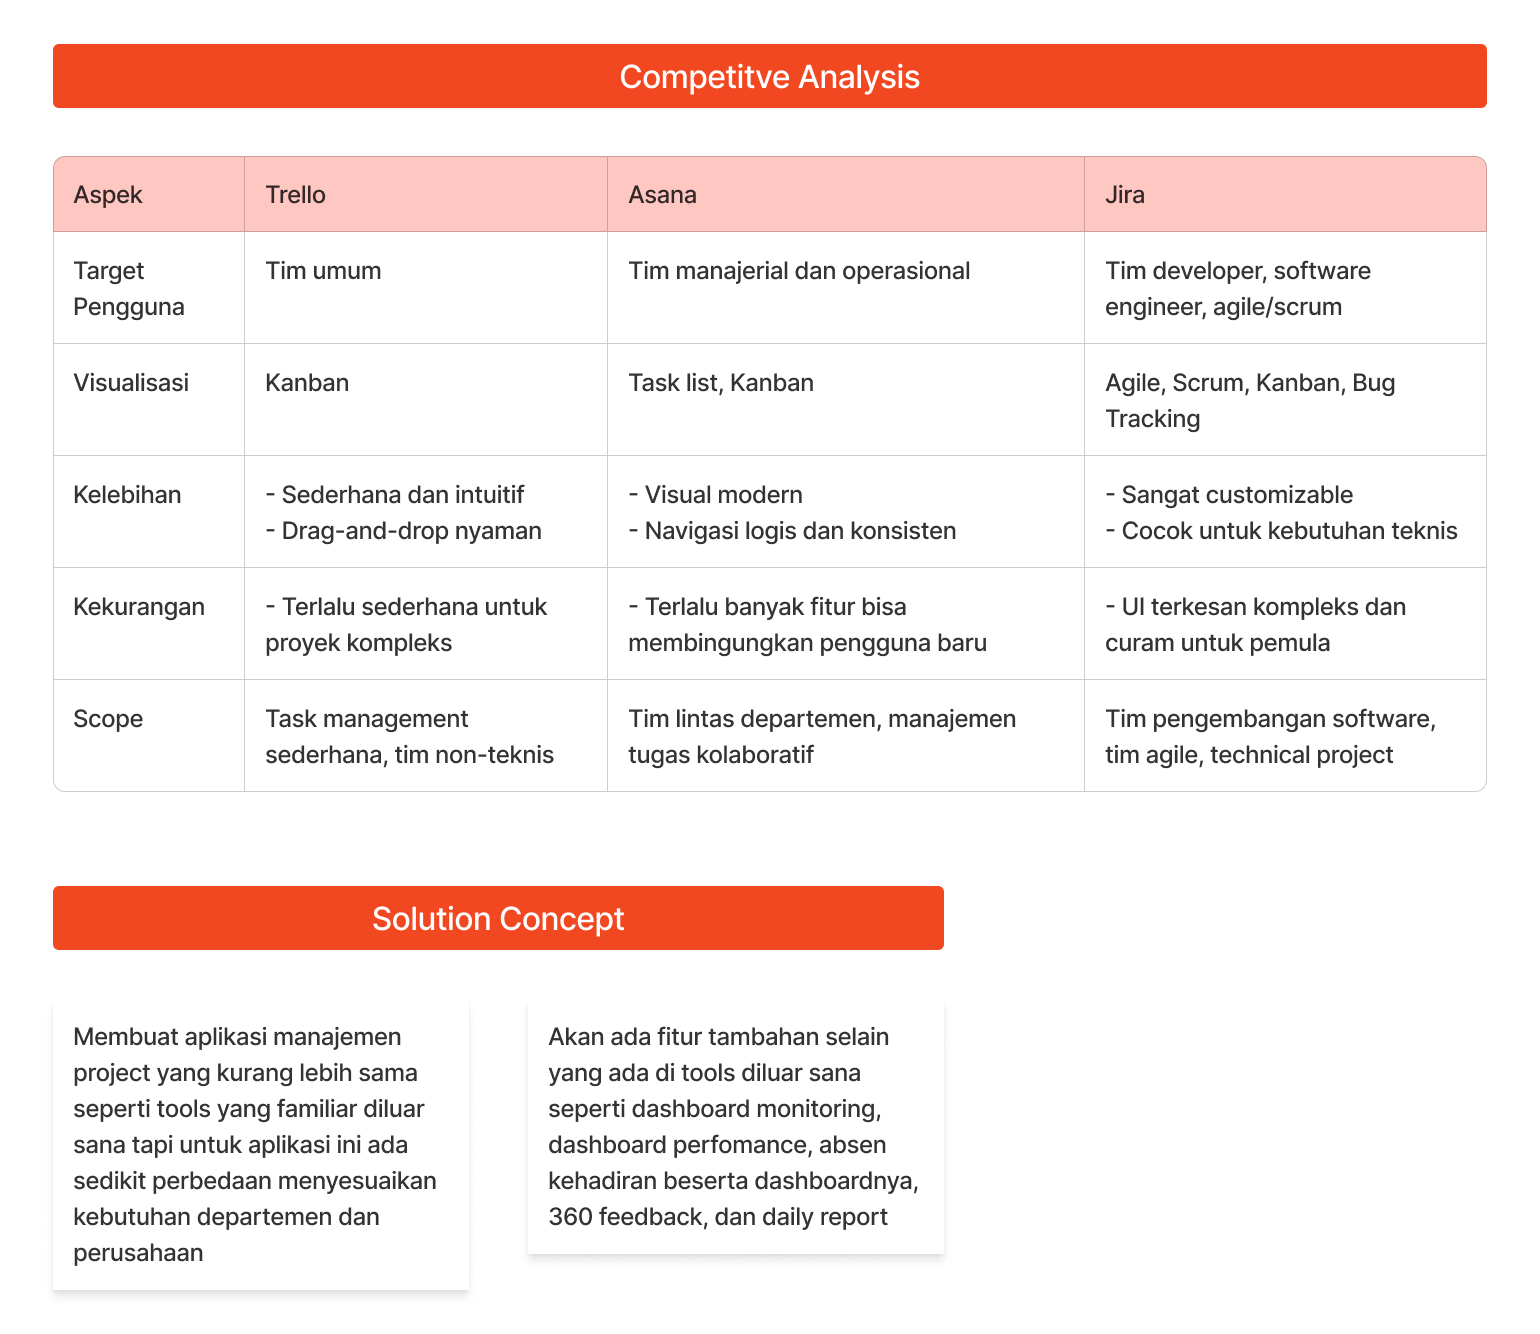 Competitve Analysis
Aspek
Trello
Asana
Jira
Target
Pengguna
Tim umum
Tim manajerial dan operasional
Tim developer, software
engineer, agile/scrum
Visualisasi
Kanban
Task list, Kanban
Agile, Scrum, Kanban, Bug
Tracking
Kelebihan
- Sederhana dan intuitif
- Drag-and-drop nyaman
- Visual modern
- Navigasi logis dan konsisten
- Sangat customizable
- Cocok untuk kebutuhan teknis
Kekurangan
- Terlalu sederhana untuk
proyek kompleks
- Terlalu banyak fitur bisa
membingungkan pengguna baru
- UI terkesan kompleks dan
curam untuk pemula
Scope
Task management
sederhana, tim non-teknis
Tim lintas departemen, manajemen
tugas kolaboratif
Tim pengembangan software,
tim agile, technical project
Solution Concept
Membuat aplikasi manajemen
project yang kurang lebih sama
seperti tools yang familiar diluar
sana tapi untuk aplikasi ini ada
sedikit perbedaan menyesuaikan
kebutuhan departemen dan
perusahaan
Akan ada fitur tambahan selain
yang ada di tools diluar sana
seperti dashboard monitoring,
dashboard perfomance, absen
kehadiran beserta dashboardnya,
360 feedback, dan daily report